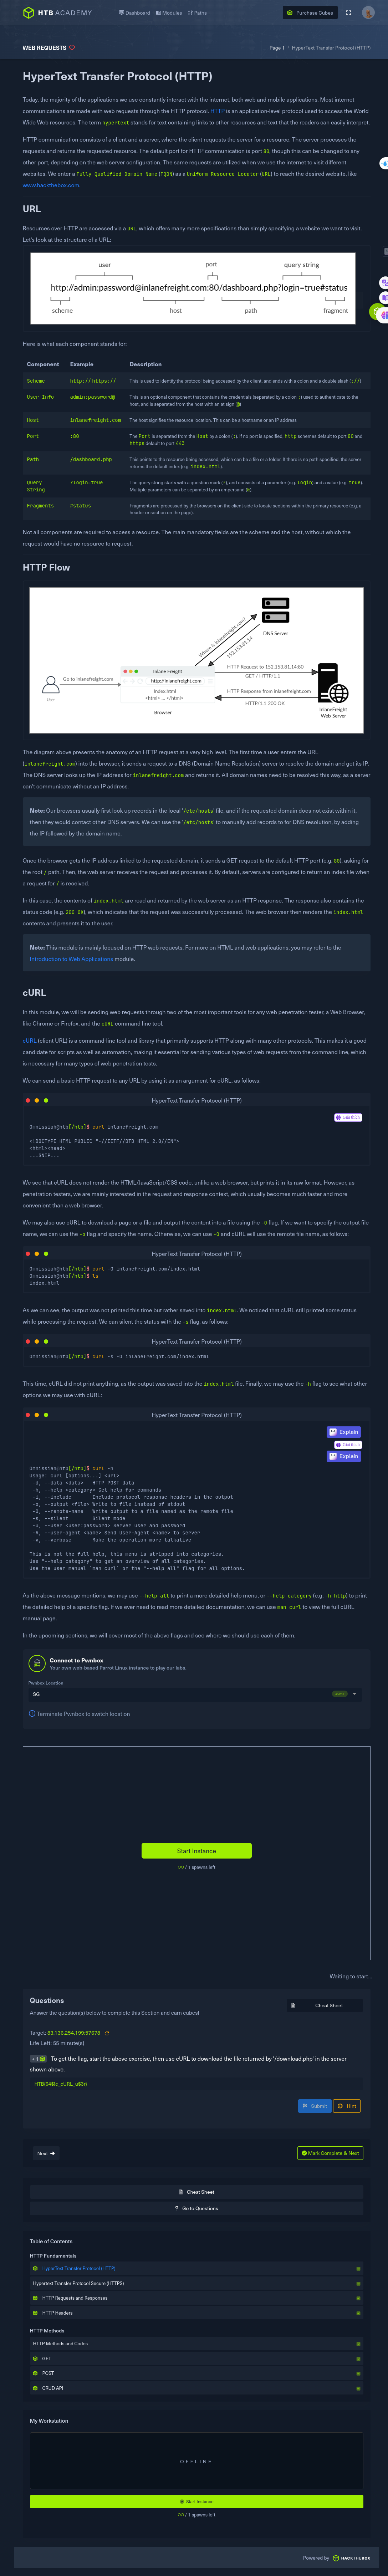 HTB ACADEMY
Dashboard
Modules
Paths
Purchase Cubes
WEB REQUESTS
Page 1 / HyperText Transfer Protocol (HTTP)
HyperText Transfer Protocol (HTTP)
Today, the majority of the applications we use constantly interact with the internet, both web and mobile applications. Most internet
communications are made with web requests through the HTTP protocol. HTTP is an application-level protocol used to access the World
Wide Web resources. The term hypertext stands for text containing links to other resources and text that the readers can easily interpret.
HTTP communication consists of a client and a server, where the client requests the server for a resource. The server processes the
requests and returns the requested resource. The default port for HTTP communication is port 80, though this can be changed to any
other port, depending on the web server configuration. The same requests are utilized when we use the internet to visit different
websites. We enter a Fully Qualified Domain Name (FQDN) as a Uniform Resource Locator (URL) to reach the desired website, like
www.hackthebox.com.
URL
Resources over HTTP are accessed via a URL, which offers many more specifications than simply specifying a website we want to visit.
Let's look at the structure of a URL:
user
port
query string
http://admin:password@inlanefreight.com:80/dashboard.php?login=true#status
scheme
host
path
fragment
Here is what each component stands for:
Component Example Description
Scheme http:// https:// This is used to identify the protocol being accessed by the client, and ends with a colon and a double slash (://)
User Info admin:password@ This is an optional component that contains the credentials (separated by a colon :) used to authenticate to the
host, and is separated from the host with an at sign (@)
Host inlanefreight.com The host signifies the resource location. This can be a hostname or an IP address
Port :80 The Port is separated from the Host by a colon (:). If no port is specified, http schemes default to port 80 and
https default to port 443
Path /dashboard.php This points to the resource being accessed, which can be a file or a folder. If there is no path specified, the server
returns the default index (e.g. index.html).
Query ?login=true The query string starts with a question mark (?), and consists of a parameter (e.g. login) and a value (e.g. true).
String Multiple parameters can be separated by an ampersand (&).
Fragments #status Fragments are processed by the browsers on the client-side to locate sections within the primary resource (e.g. a
header or section on the page).
Not all components are required to access a resource. The main mandatory fields are the scheme and the host, without which the
request would have no resource to request.
HTTP Flow
DNS Server
Where is inlanefreight.com?
152.153.81.14
Go to inlanefreight.com
User
Inlane Freight
http://inlanefreight.com
Index.html
<html> ... </html>
Browser
HTTP Request to 152.153.81.14:80
GET / HTTP/1.1
HTTP Response from inlanefreight.com
HTTP/1.1 200 OK
InlaneFreight
Web Server
The diagram above presents the anatomy of an HTTP request at a very high level. The first time a user enters the URL
(inlanefreight.com) into the browser, it sends a request to a DNS (Domain Name Resolution) server to resolve the domain and get its IP.
The DNS server looks up the IP address for inlanefreight.com and returns it. All domain names need to be resolved this way, as a server
can't communicate without an IP address.
Note: Our browsers usually first look up records in the local '/etc/hosts' file, and if the requested domain does not exist within it,
then they would contact other DNS servers. We can use the '/etc/hosts' to manually add records to for DNS resolution, by adding
the IP followed by the domain name.
Once the browser gets the IP address linked to the requested domain, it sends a GET request to the default HTTP port (e.g. 80), asking for
the root / path. Then, the web server receives the request and processes it. By default, servers are configured to return an index file when
a request for / is received.
In this case, the contents of index.html are read and returned by the web server as an HTTP response. The response also contains the
status code (e.g. 200 OK), which indicates that the request was successfully processed. The web browser then renders the index.html
contents and presents it to the user.
Note: This module is mainly focused on HTTP web requests. For more on HTML and web applications, you may refer to the
Introduction to Web Applications module.
cURL
In this module, we will be sending web requests through two of the most important tools for any web penetration tester, a Web Browser,
like Chrome or Firefox, and the cURL command line tool.
cURL (client URL) is a command-line tool and library that primarily supports HTTP along with many other protocols. This makes it a good
candidate for scripts as well as automation, making it essential for sending various types of web requests from the command line, which
is necessary for many types of web penetration tests.
We can send a basic HTTP request to any URL by using it as an argument for cURL, as follows:
HyperText Transfer Protocol (HTTP)
0xnissiam@htb[/htb]$ curl inlanefreight.com
<!DOCTYPE HTML PUBLIC "-//IETF//DTD HTML 2.0//EN">
<html><head>
...SNIP...
We see that cURL does not render the HTML/JavaScript/CSS code, unlike a web browser, but prints it in its raw format. However, as
penetration testers, we are mainly interested in the request and response context, which usually becomes much faster and more
convenient than a web browser.
We may also use cURL to download a page or a file and output the content into a file using the -O flag. If we want to specify the output file
name, we can use the -o flag and specify the name. Otherwise, we can use -O and cURL will use the remote file name, as follows:
HyperText Transfer Protocol (HTTP)
0xnissiam@htb[/htb]$ curl -O inlanefreight.com/index.html
0xnissiam@htb[/htb]$ ls
index.html
As we can see, the output was not printed this time but rather saved into index.html. We noticed that cURL still printed some status
while processing the request. We can silent the status with the -s flag, as follows:
HyperText Transfer Protocol (HTTP)
0xnissiam@htb[/htb]$ curl -s -O inlanefreight.com/index.html
This time, cURL did not print anything, as the output was saved into the index.html file. Finally, we may use the -h flag to see what other
options we may use with cURL:
HyperText Transfer Protocol (HTTP)
Explain
Explain
0xnissiam@htb[/htb]$ curl -h
Usage: curl [options...] <url>
-d, --data <data> HTTP POST data
-h, --help <category> Get help for commands
-i, --include Include protocol response headers in the output
-o, --output <file> Write to file instead of stdout
-O, --remote-name Write output to a file named as the remote file
-s, --silent Silent mode
-u, --user <user:password> Server user and password
-A, --user-agent <name> Send User-Agent <name> to server
-v, --verbose Make the operation more talkative
This is not the full help, this menu is stripped into categories.
Use "--help category" to get an overview of all categories.
Use the user manual `man curl` or the "--help all" flag for all options.
As the above message mentions, we may use --help all to print a more detailed help menu, or --help category (e.g. -h http) to print
the detailed help of a specific flag. If we ever need to read more detailed documentation, we can use man curl to view the full cURL
manual page.
In the upcoming sections, we will cover most of the above flags and see where we should use each of them.
Connect to Pwnbox
Your own web-based Parrot Linux instance to play our labs.
Pwnbox Location
SG
Terminate Pwnbox to switch location
Start Instance
/ 1 spawns left
Waiting to start...
Questions
Answer the question(s) below to complete this Section and earn cubes!
Cheat Sheet
Target: 83.136.254.199:57678
Life Left: 55 minute(s)
+ 1 To get the flag, start the above exercise, then use cURL to download the file returned by '/download.php' in the server
shown above.
HTB{64$!c_cURL_u$3r}
Submit
Hint
Next
Mark Complete & Next
Cheat Sheet
Go to Questions
Table of Contents
HTTP Fundamentals
HyperText Transfer Protocol (HTTP)
Hypertext Transfer Protocol Secure (HTTPS)
HTTP Requests and Responses
HTTP Headers
HTTP Methods
HTTP Methods and Codes
GET
POST
CRUD API
My Workstation
OFFLINE
Start Instance
/ 1 spawns left
Powered by HACKTHEBOX